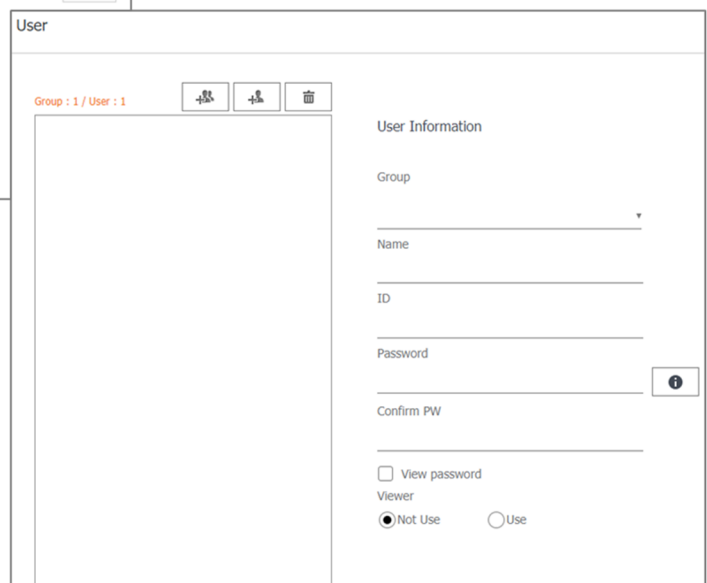 User
Group : 1 / User : 1
User Information
Group
Name
ID
Password
Confirm PW
View password
Viewer
Not Use
Use